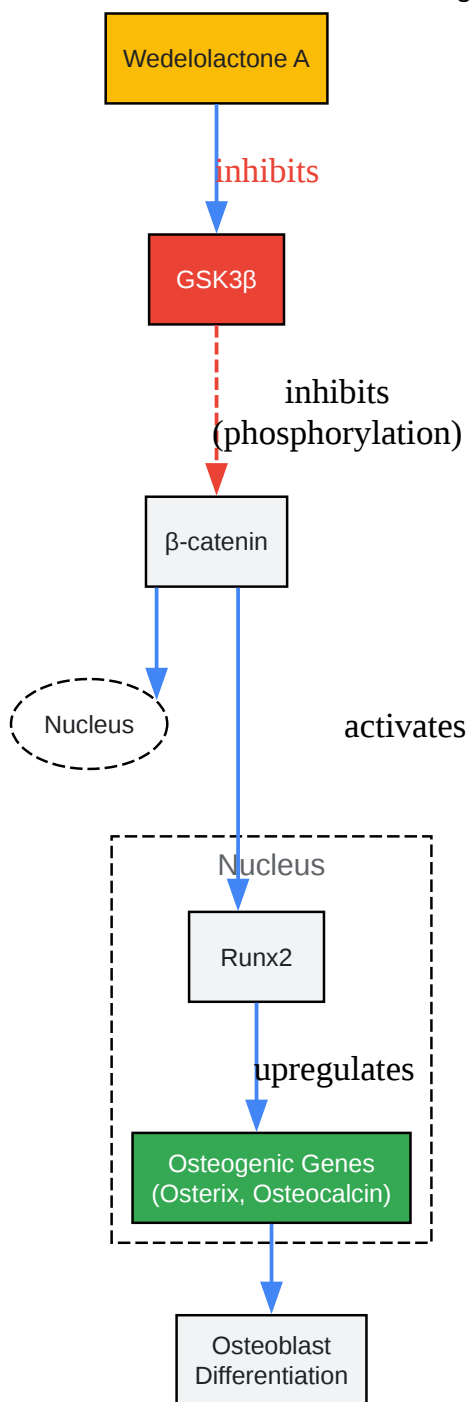 Wedelolactone A
inhibits
GSK3β
inhibits
(phosphorylation)
β-catenin
Nucleus
activates
Nucleus
Runx2
upregulates
Osteogenic Genes
(Osterix, Osteocalcin)
Osteoblast
Differentiation